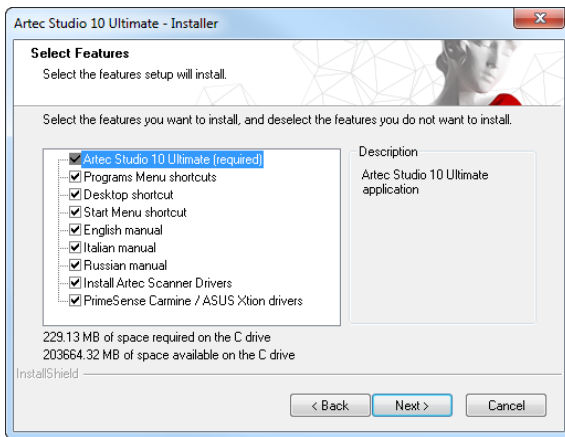 Artec Studio 10 Ultimate - Installer
Select Features
Select the features setup will install.
Select the features you want to install, and deselect the features you do not want to install.
Artec Studio 10 Ultimate (required)
Programs Menu shortcuts
Desktop shortcut
Start Menu shortcut
English manual
Italian manual
Russian manual
Install Artec Scanner Drivers
PrimeSense Carmine / ASUS Xtion drivers
Description
Artec Studio 10 Ultimate
application
229.13 MB of space required on the C drive
203664.32 MB of space available on the C drive
InstallShield
< Back
Next >
Cancel